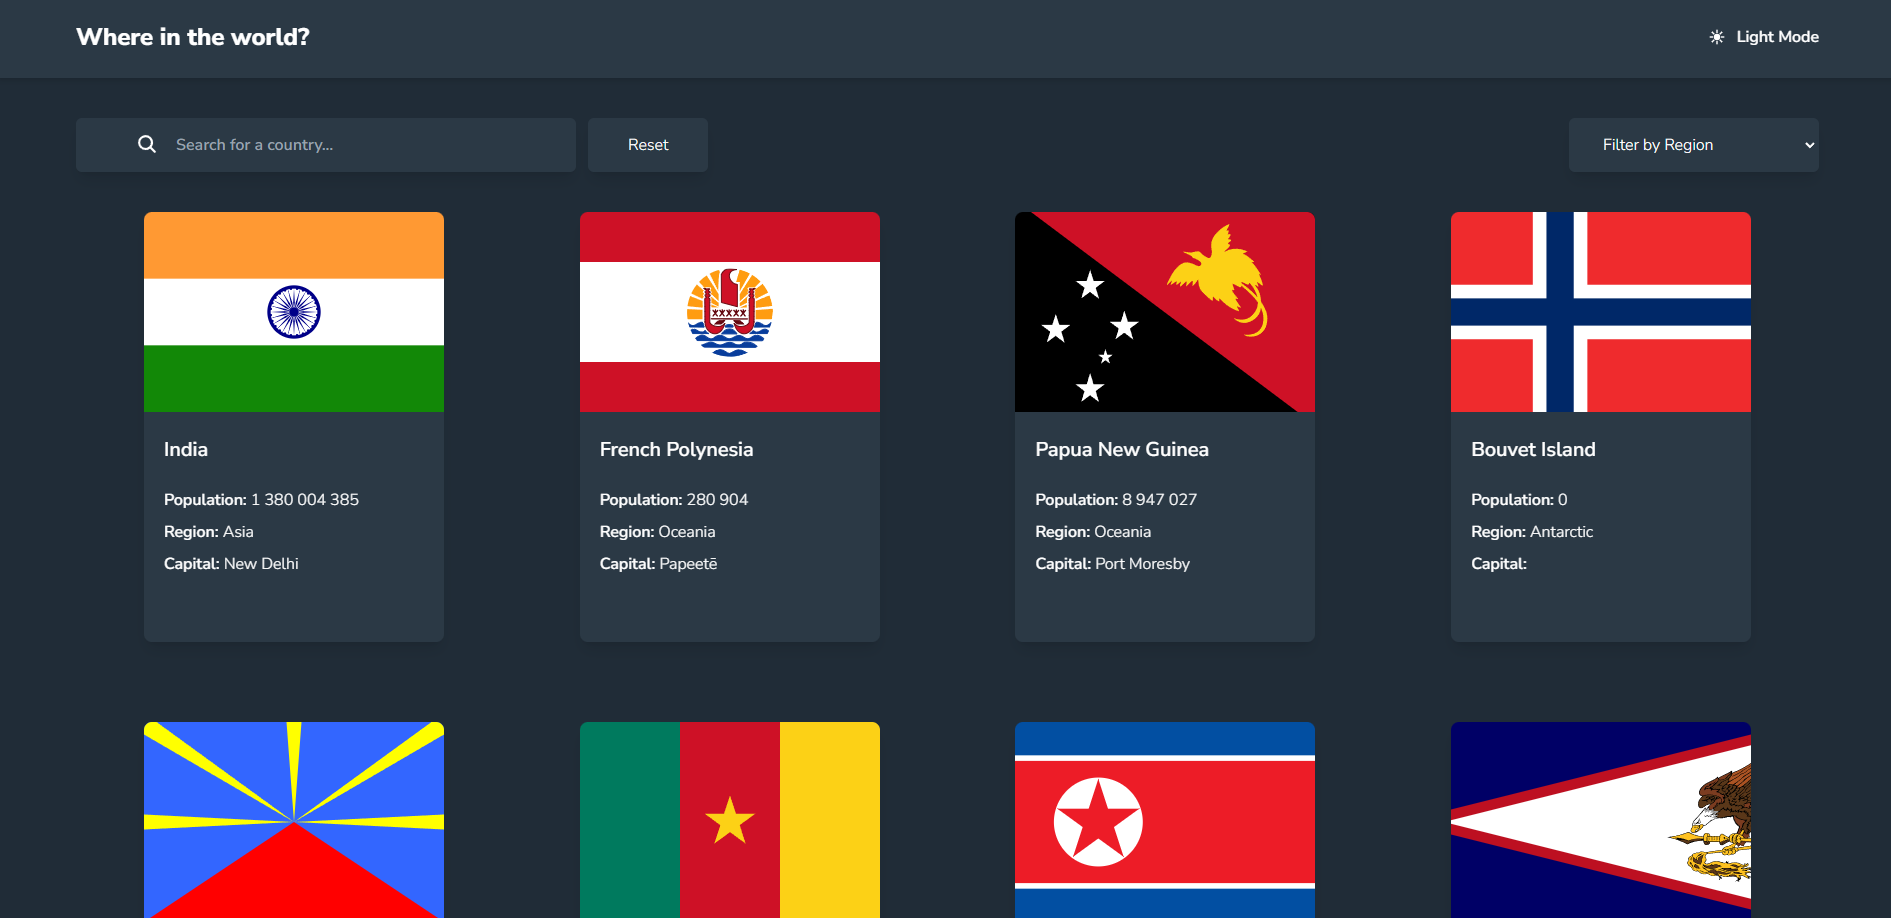 Where in the world?
Light Mode
Search for a country...
Reset
Filter by Region
India
Population: 1 380 004 385
Region: Asia
Capital: New Delhi
French Polynesia
Population: 280 904
Region: Oceania
Capital: Papeetē
Papua New Guinea
Population: 8 947 027
Region: Oceania
Capital: Port Moresby
Bouvet Island
Population: 0
Region: Antarctic
Capital: